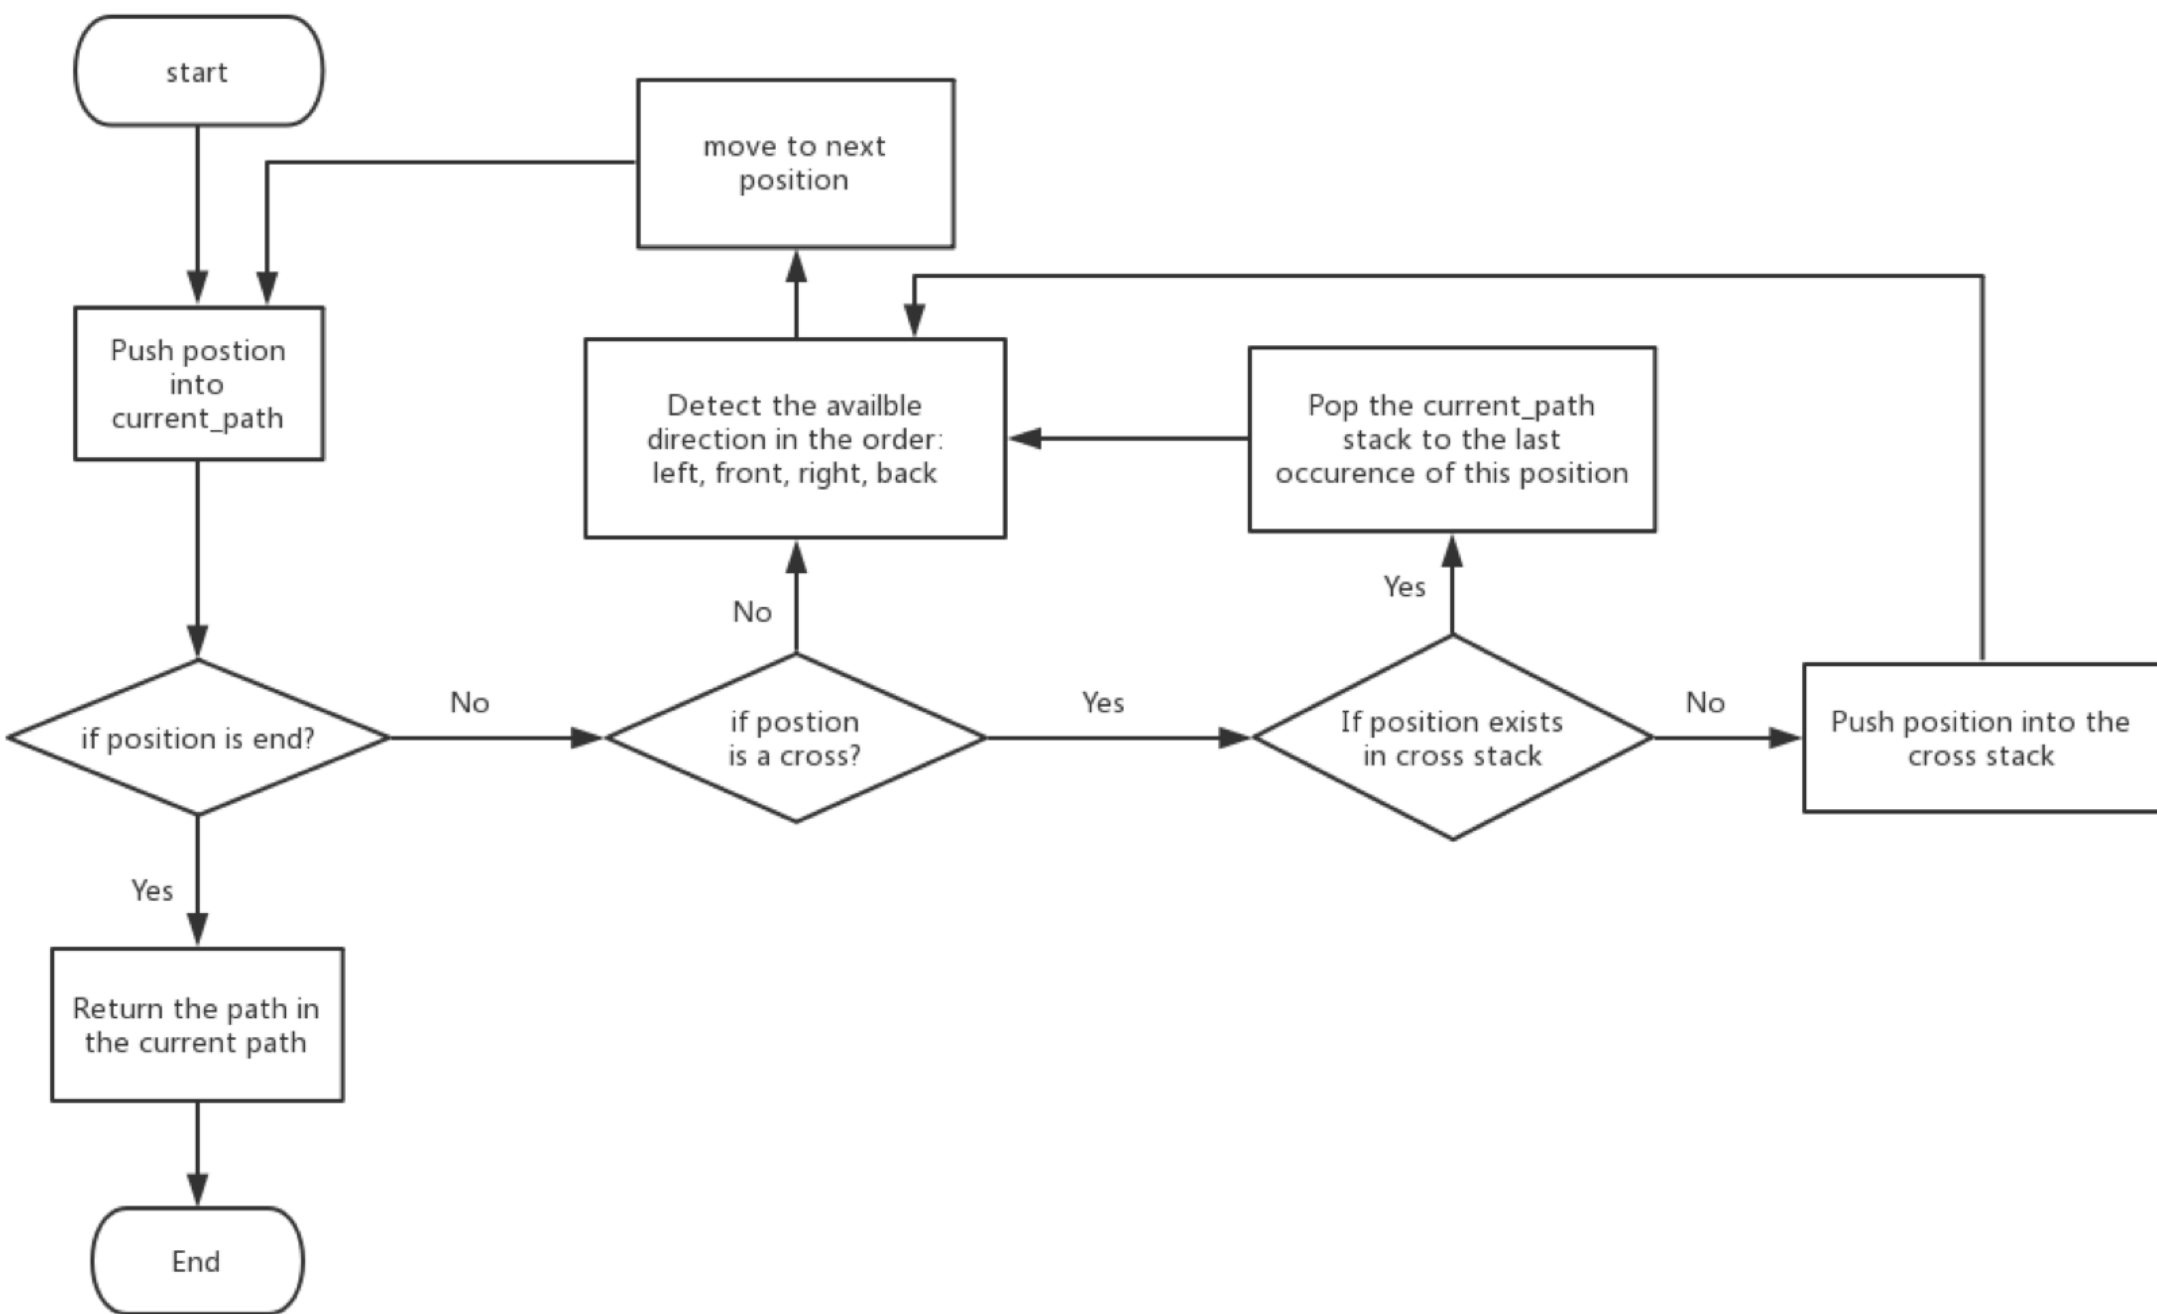 start
move to next
position
Push postion
into
current_path
Detect the availble
direction in the order:
left, front, right, back
Pop the current_path
stack to the last
occurence of this position
No
Yes
if position is end?
No
if postion
is a cross?
Yes
If position exists
in cross stack
No
Push position into the
cross stack
Yes
Return the path in
the current path
End